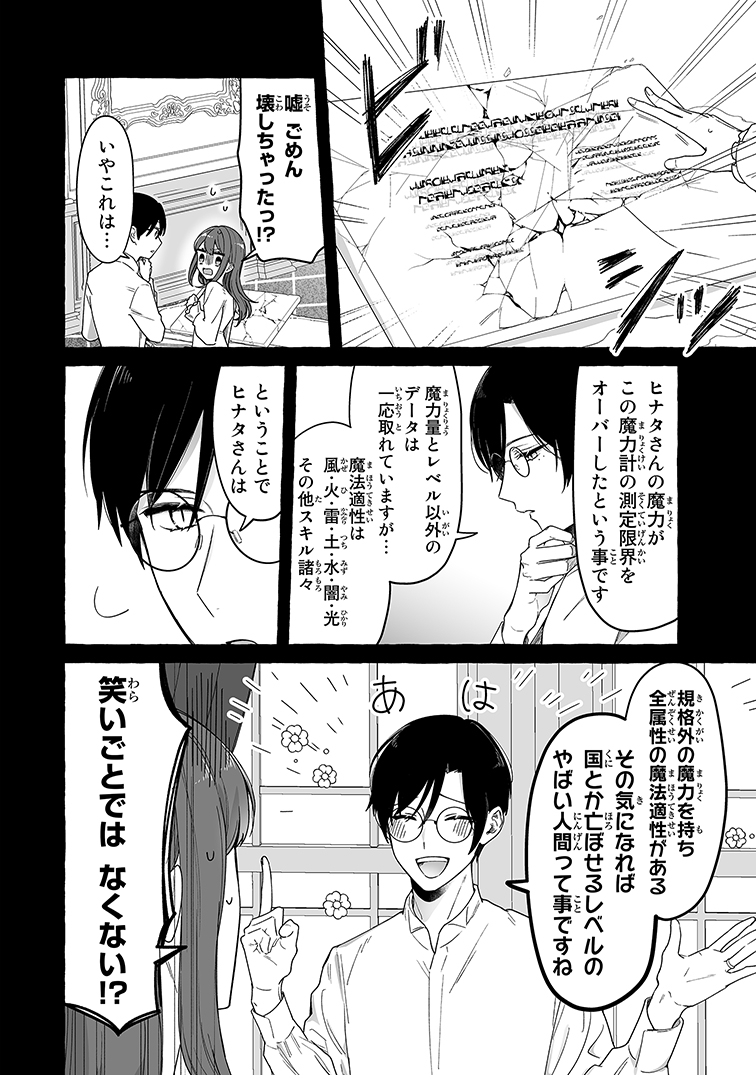 嘘 ごめん
壊しちゃったっ!?
いやこれは…
ヒナタさんの魔力が
この魔力計の測定限界を
オーバーしたという事です
魔力量とレベル以外の
データは
一応取れていますが…
魔法適性は
風・火・雷・土・水・闇・光
その他スキル諸々
ということで
ヒナタさんは
規格外の魔力を持ち
全属性の魔法適性がある
その気になれば
国とか亡ぼせるレベルの
やばい人間って事ですね
あは
笑いごとでは なくない!?